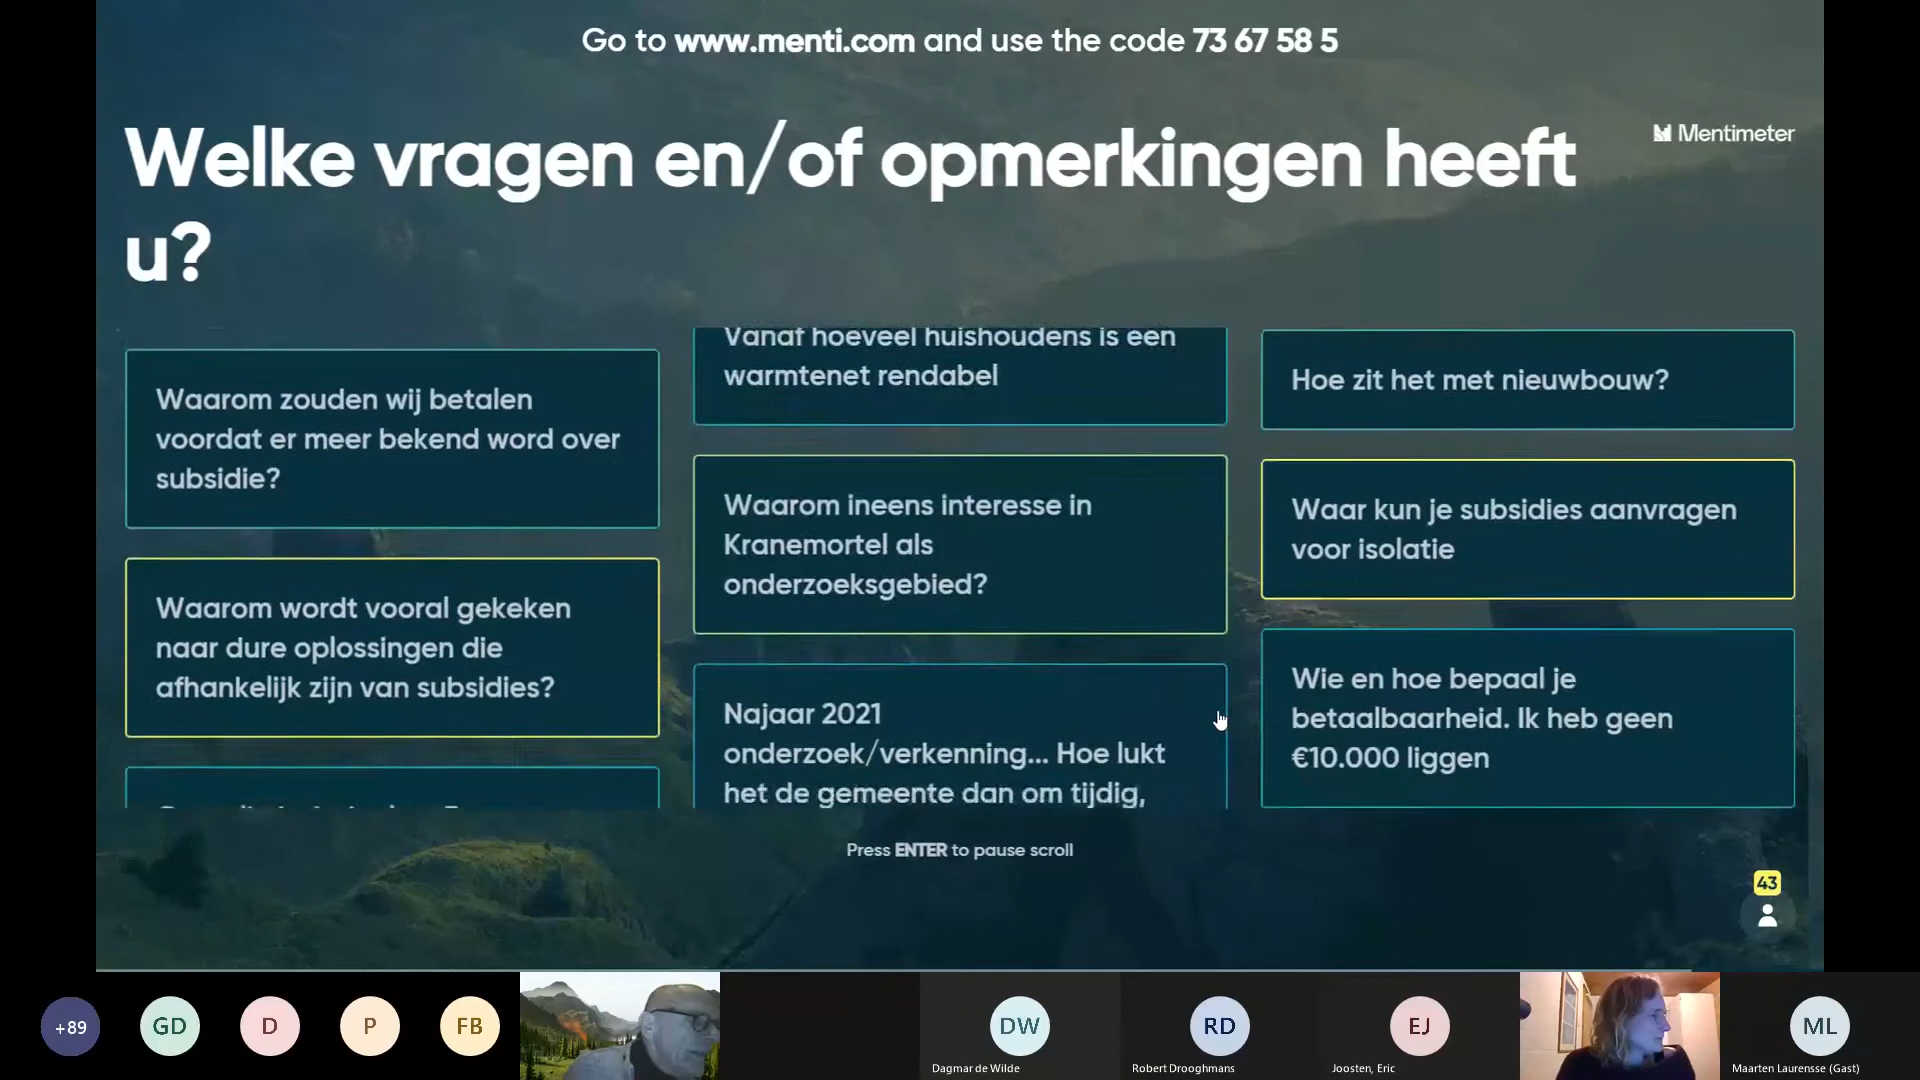 Go to www.menti.com and use the code 73 67 58 5
Welke vragen en/of opmerkingen heeft
u?
Mentimeter
Waarom zouden wij betalen
voordat er meer bekend word over
subsidie?
Waarom wordt vooral gekeken
naar dure oplossingen die
afhankelijk zijn van subsidies?
Vanaf hoeveel huishoudens is een
warmtenet rendabel
Waarom ineens interesse in
Kranemortel als
onderzoeksgebied?
Najaar 2021
onderzoek/verkenning... Hoe lukt
het de gemeente dan om tijdig,
Hoe zit het met nieuwbouw?
Waar kun je subsidies aanvragen
voor isolatie
Wie en hoe bepaal je
betaalbaarheid. Ik heb geen
€10.000 liggen
Press ENTER to pause scroll
43
+89
GD
D
P
FB
DW
Dagmar de Wilde
RD
Robert Drooghmans
EJ
Joosten, Eric
ML
Maarten Laurensse (Gast)